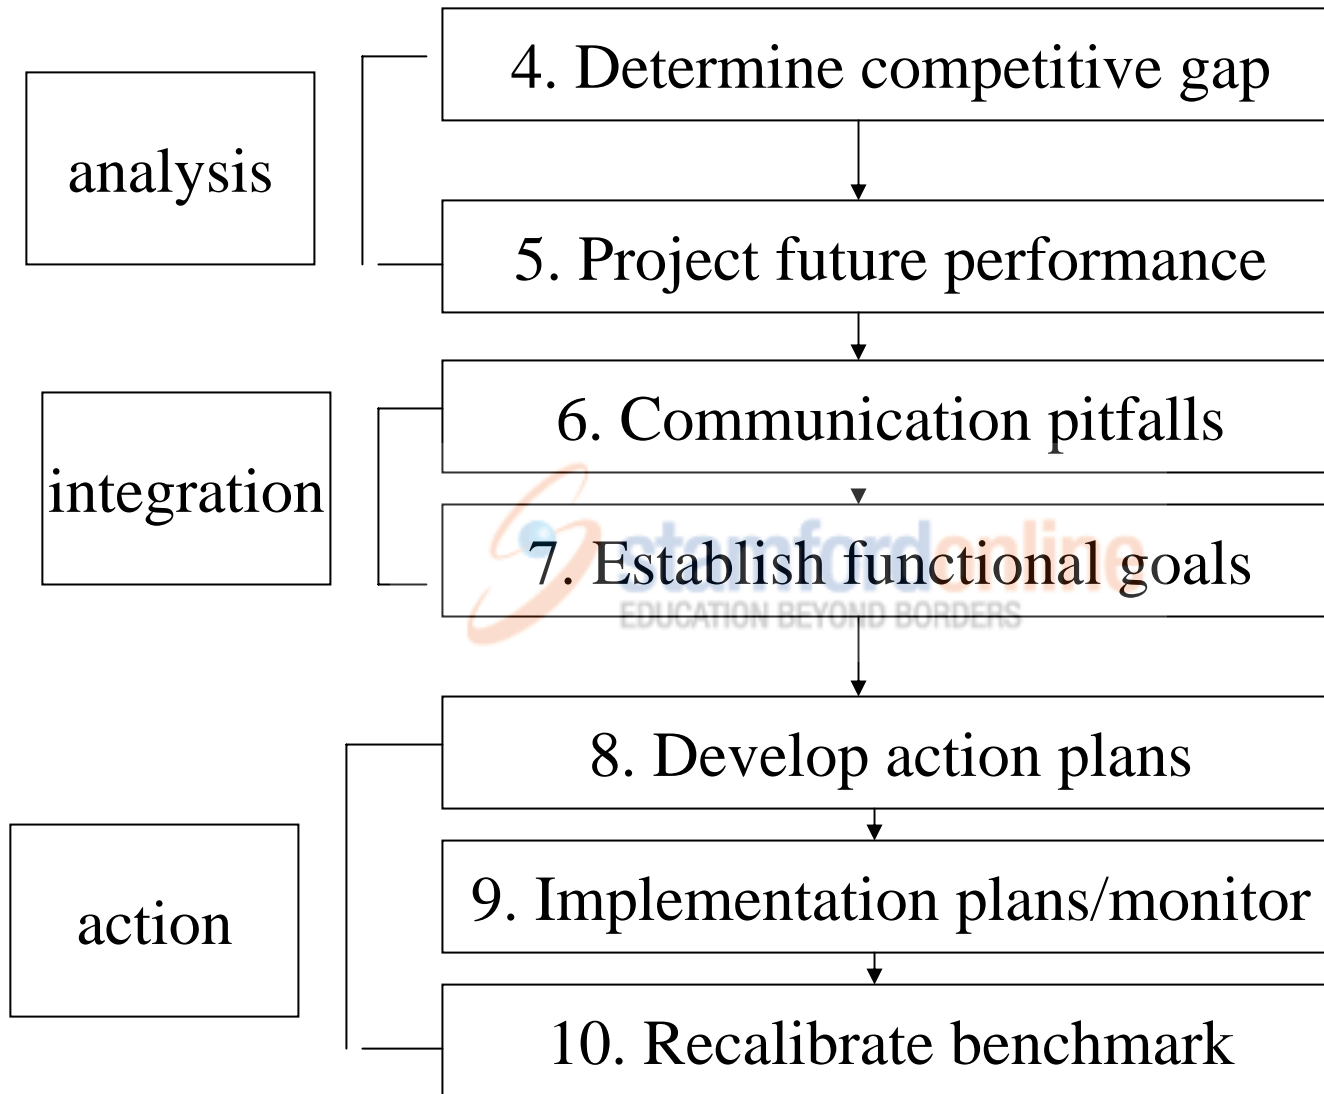 4. Determine competitive gap
analysis
5. Project future performance
6. Communication pitfalls
integration
7. Establish functional goals
stamfordonline
EDUCATION BEYOND BORDERS
8. Develop action plans
9. Implementation plans/monitor
action
10. Recalibrate benchmark